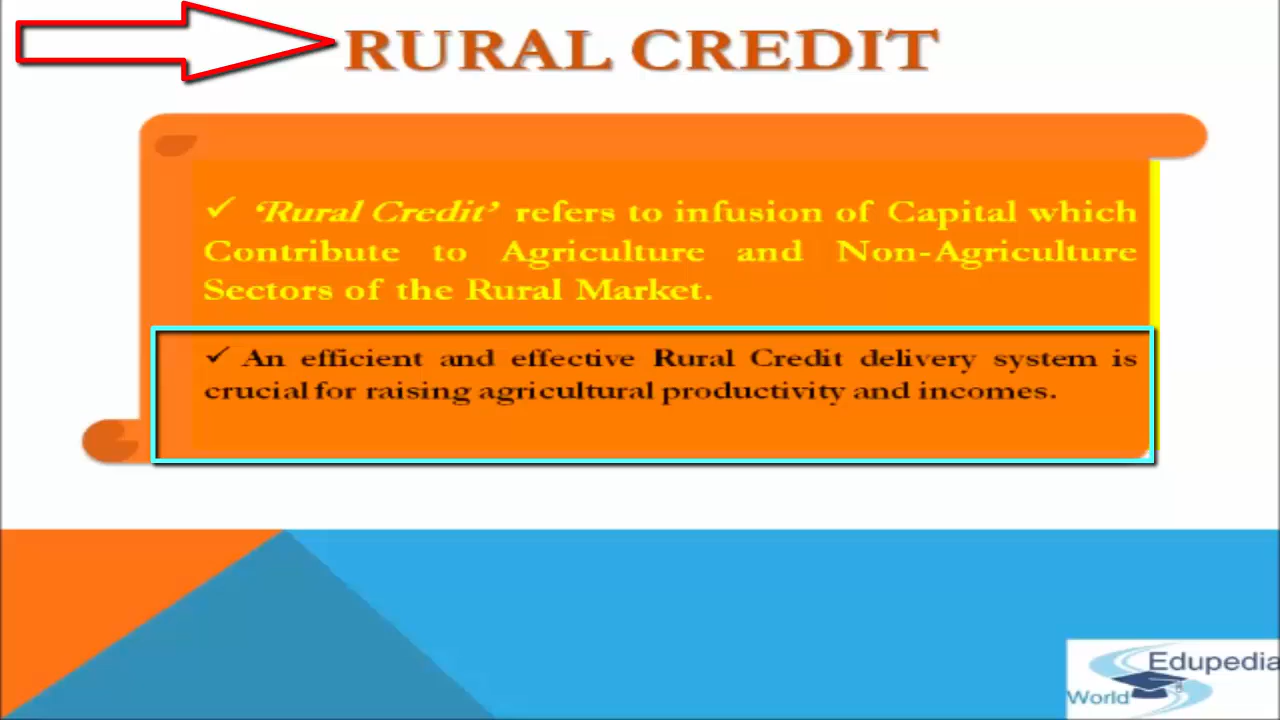 RURAL CREDIT
✓ ‘Rural Credit’ refers to infusion of Capital which
Contribute to Agriculture and Non-Agriculture
Sectors of the Rural Market.
✓ An efficient and effective Rural Credit delivery system is
crucial for raising agricultural productivity and incomes.
Edupedia
World